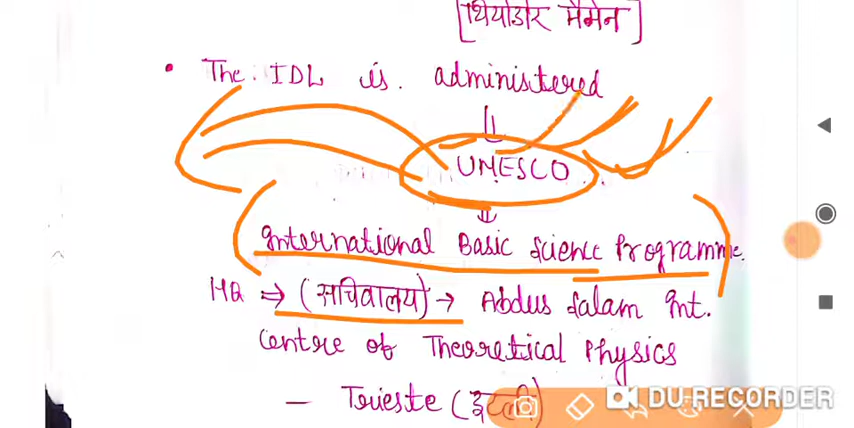 [थियोडोर मैमेन]
• The IDL is administered
⇓
UNESCO
⇓
International Basic Science Programme.
HQ ⇒ (सचिवालय) → Abdus Salam Int.
Centre of Theoretical Physics
— Trieste (इटली)
DU RECORDER